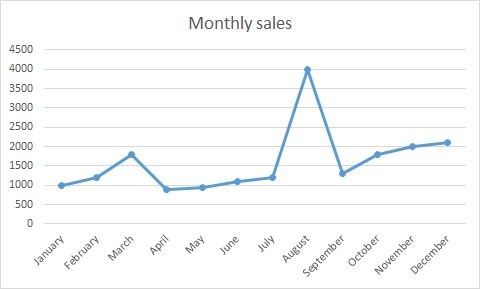 Monthly sales
4500
4000
3500
3000
2500
2000
1500
1000
500
0
January
February
March
April
May
June
July
August
September
October
November
December